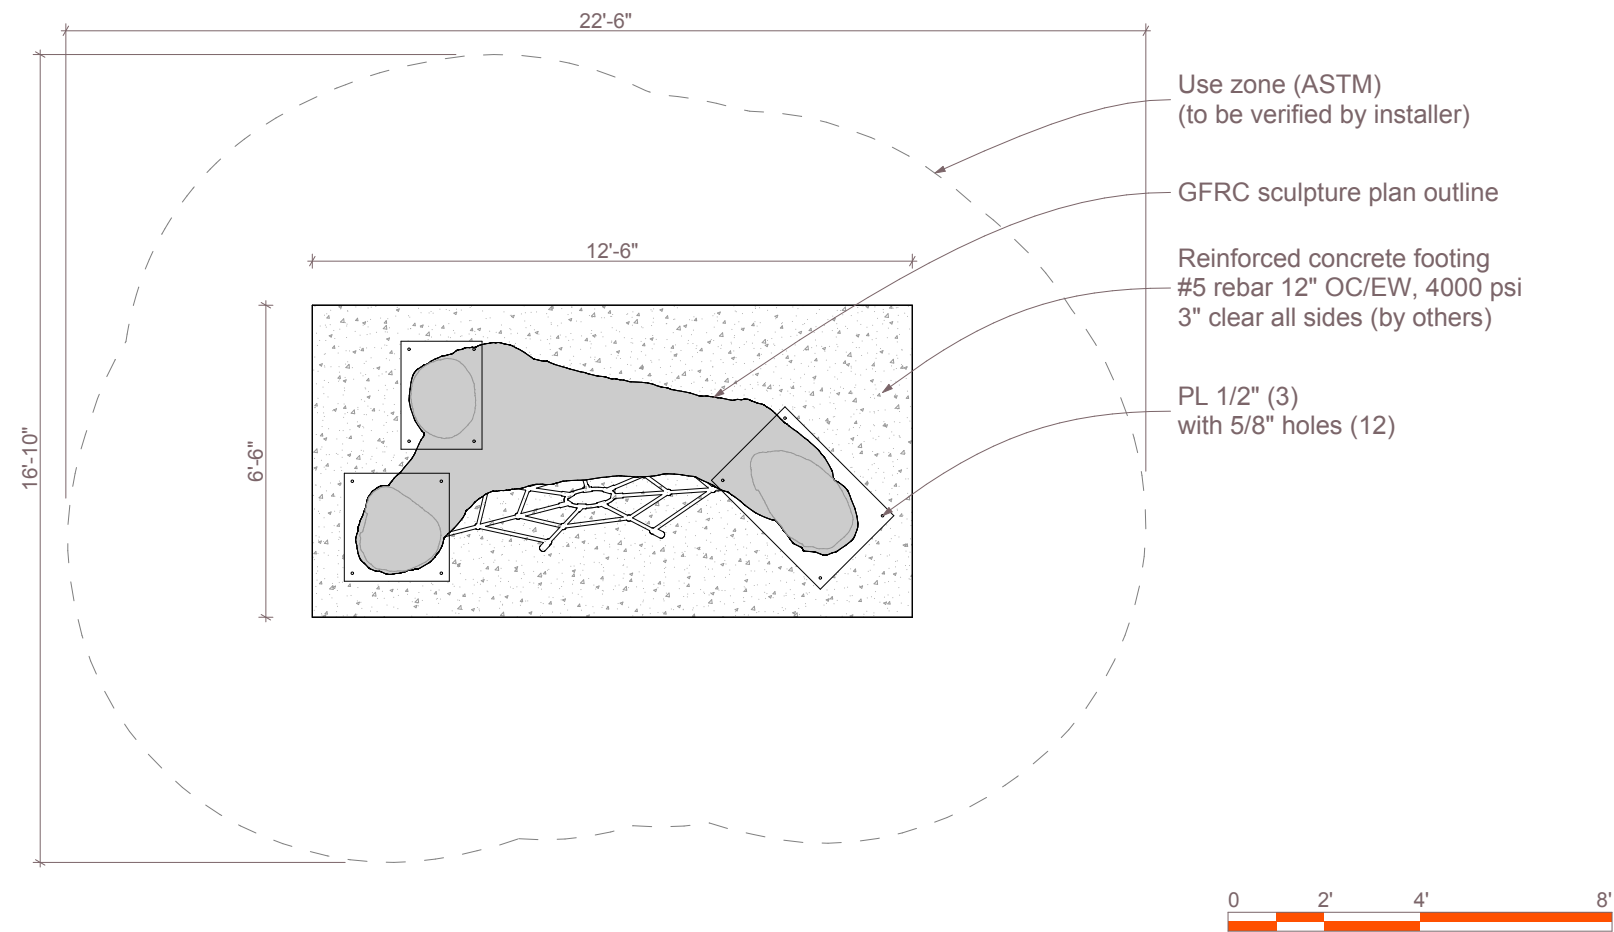 22'-6"
Use zone (ASTM)
(to be verified by installer)
GFRC sculpture plan outline
12'-6"
Reinforced concrete footing
#5 rebar 12" OC/EW, 4000 psi
3" clear all sides (by others)
PL 1/2" (3)
with 5/8" holes (12)
16'-10"
6'-6"
0 2' 4' 8'